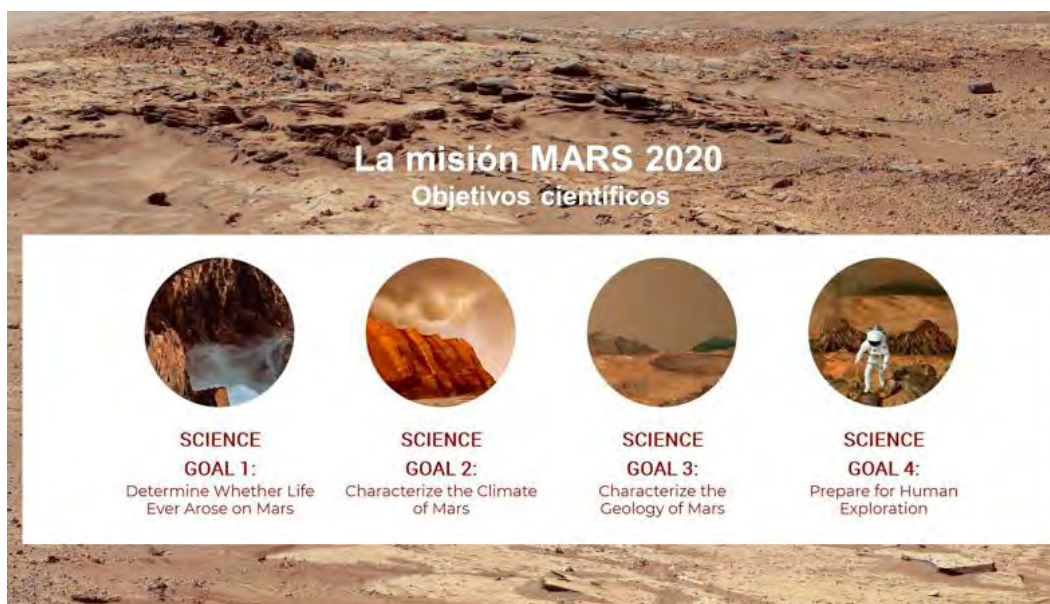 La misión MARS 2020
Objetivos científicos
SCIENCE
GOAL 1:
Determine Whether Life
Ever Arose on Mars
SCIENCE
GOAL 2:
Characterize the Climate
of Mars
SCIENCE
GOAL 3:
Characterize the
Geology of Mars
SCIENCE
GOAL 4:
Prepare for Human
Exploration